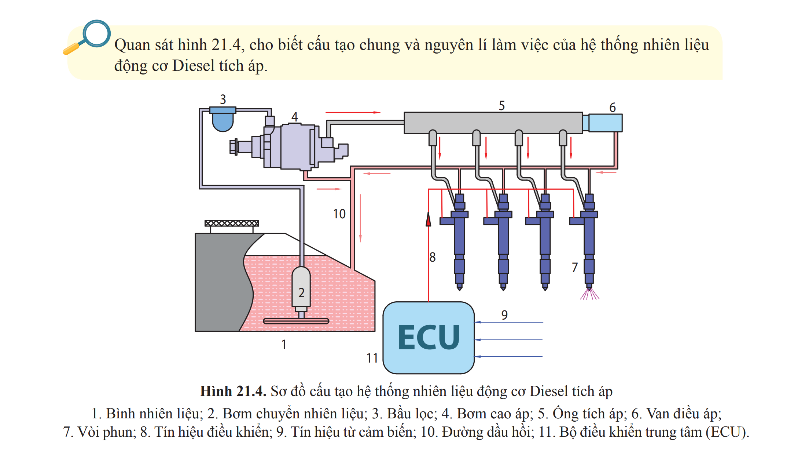 Quan sát hình 21.4, cho biết cấu tạo chung và nguyên lí làm việc của hệ thống nhiên liệu
động cơ Diesel tích áp.
3
4
5
6
10
8
7
2
9
ECU
1
11
Hình 21.4. Sơ đồ cấu tạo hệ thống nhiên liệu động cơ Diesel tích áp
1. Bình nhiên liệu; 2. Bơm chuyển nhiên liệu; 3. Bầu lọc; 4. Bơm cao áp; 5. Ống tích áp; 6. Van điều áp;
7. Vòi phun; 8. Tín hiệu điều khiển; 9. Tín hiệu từ cảm biến; 10. Đường dầu hồi; 11. Bộ điều khiển trung tâm (ECU).